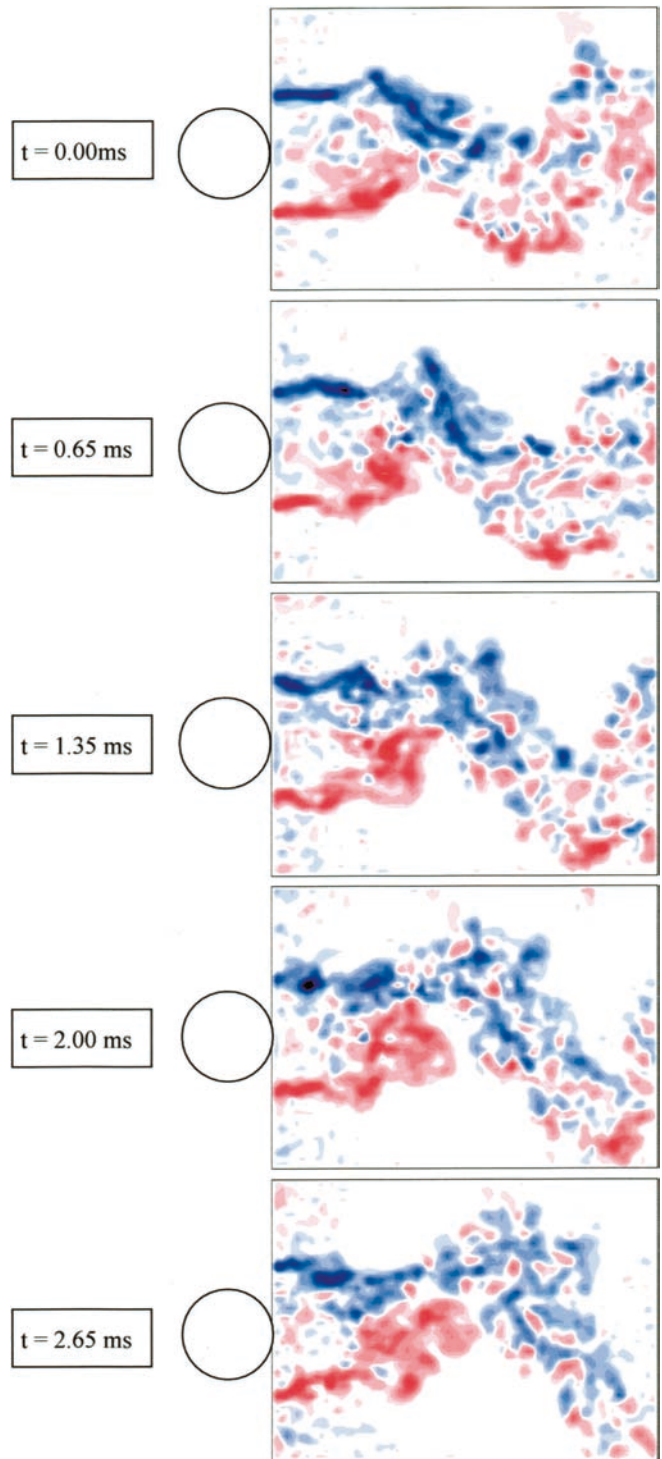 t = 0.00ms
t = 0.65 ms
t = 1.35 ms
t = 2.00 ms
t = 2.65 ms